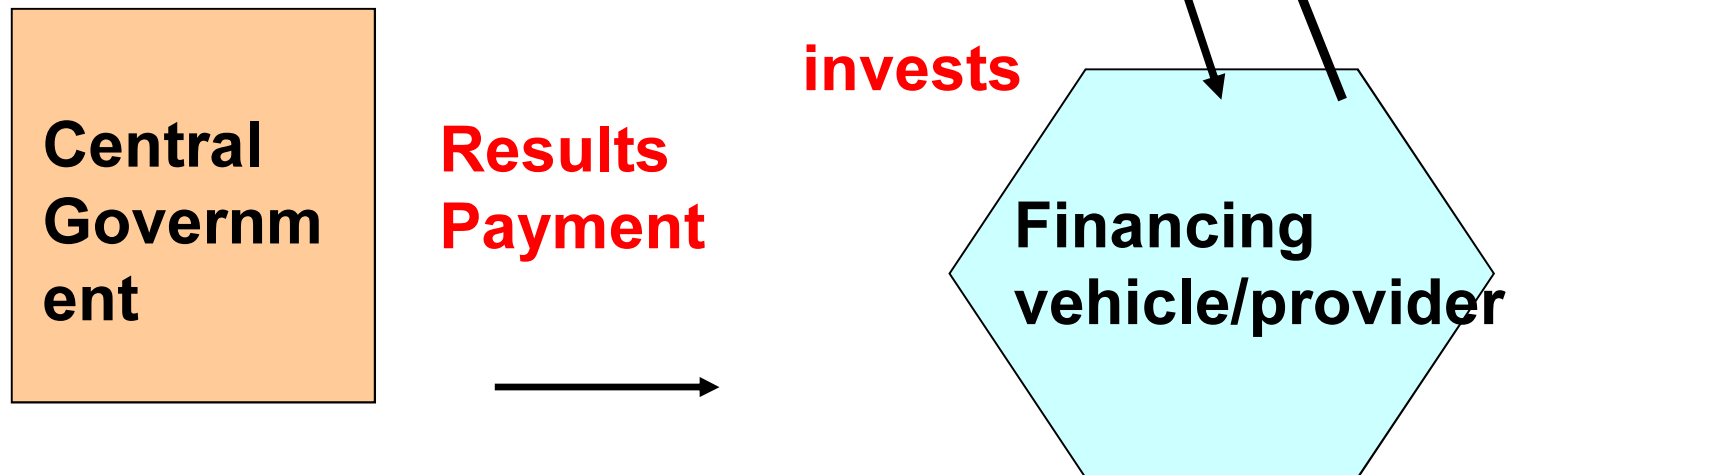 Central
Governm
ent
Results
Payment
invests
Financing
vehicle/provider